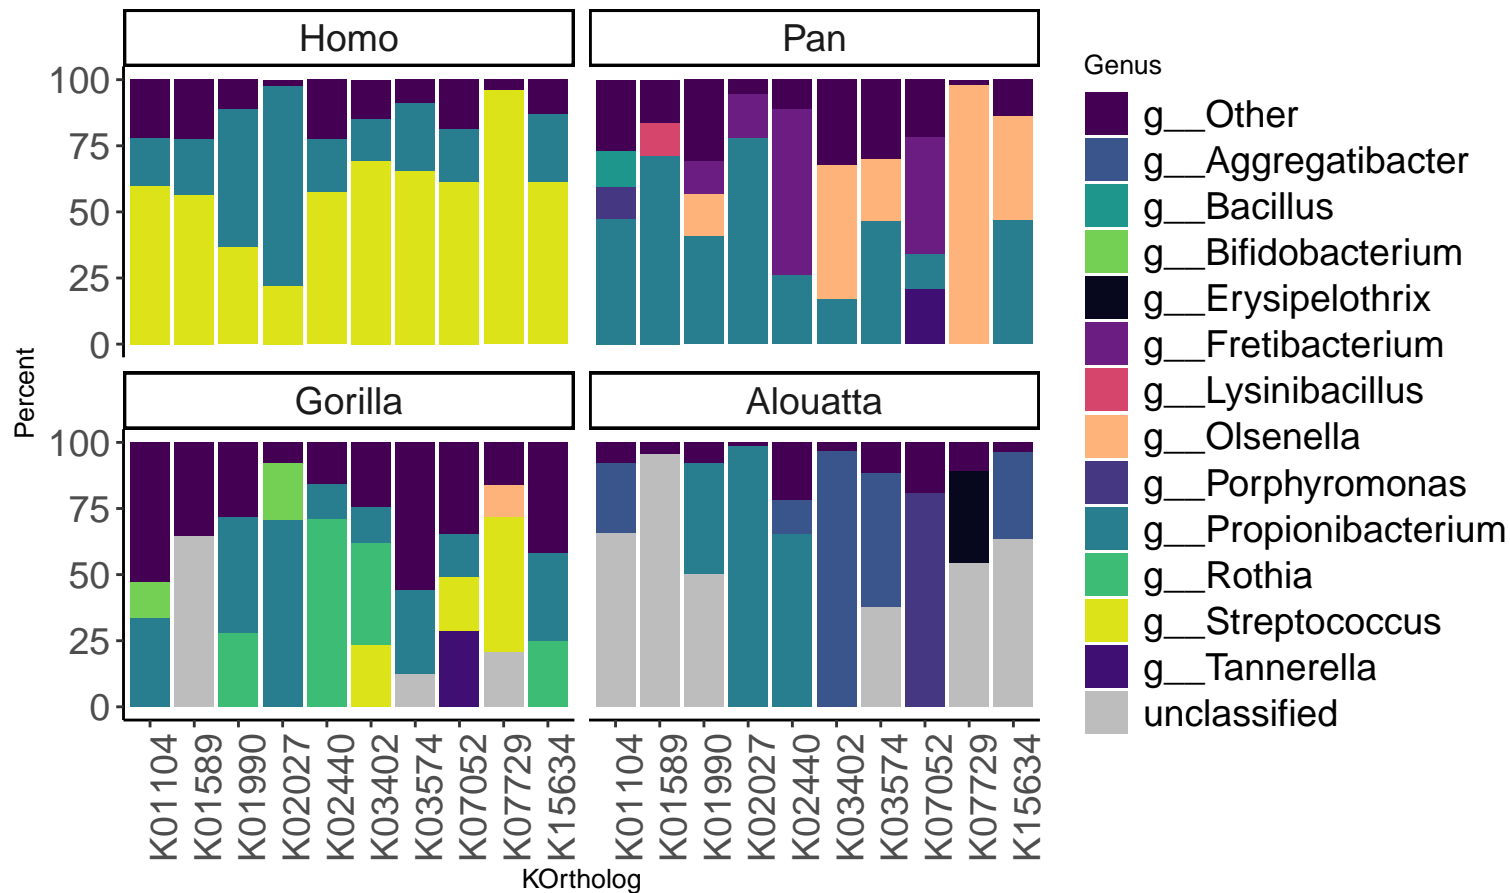 Homo
Pan
100
75
50
25
0
Gorilla
Alouatta
100
75
50
25
0
Percent
K01104
K01589
K01990
K02027
K02440
K03402
K03574
K07052
K07729
K15634
K01104
K01589
K01990
K02027
K02440
K03402
K03574
K07052
K07729
K15634
KOrtholog
Genus
g__Other
g__Aggregatibacter
g__Bacillus
g__Bifidobacterium
g__Erysipelothrix
g__Fretibacterium
g__Lysinibacillus
g__Olsenella
g__Porphyromonas
g__Propionibacterium
g__Rothia
g__Streptococcus
g__Tannerella
unclassified